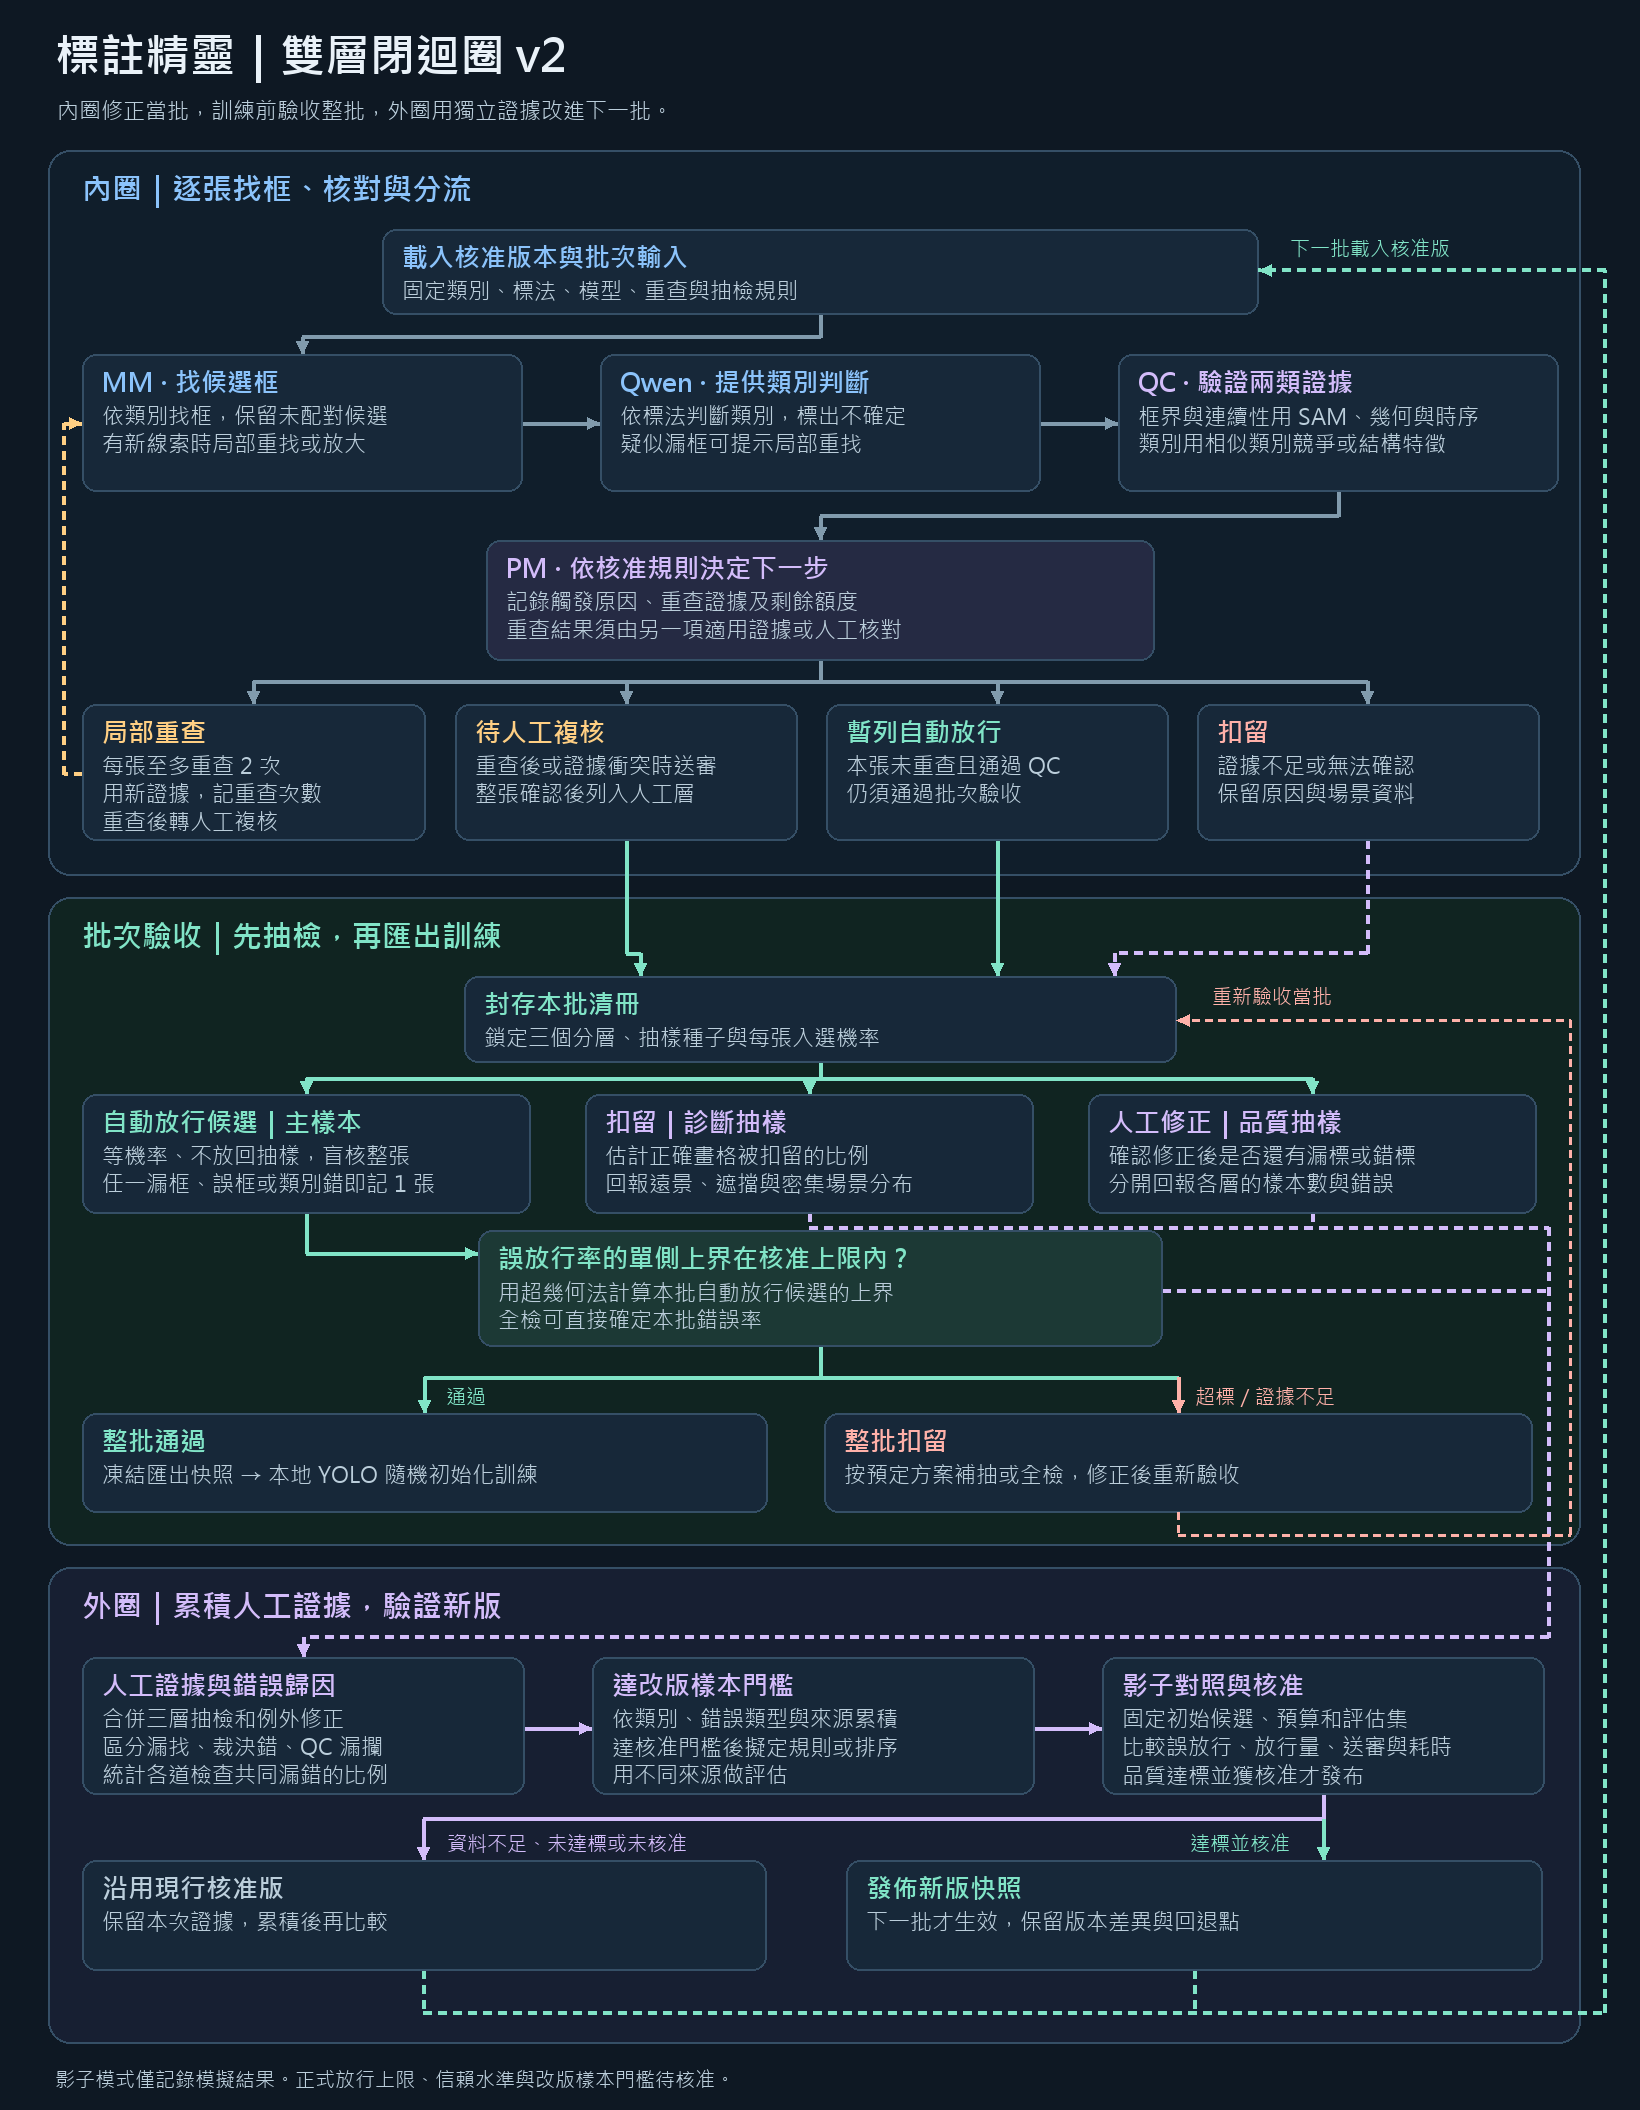 標註精靈｜雙層閉迴圈 v2
內圈修正當批，訓練前驗收整批，外圈用獨立證據改進下一批。
內圈｜逐張找框、核對與分流
載入核准版本與批次輸入
固定類別、標法、模型、重查與抽檢規則
下一批載入核准版
MM · 找候選框
依類別找框，保留未配對候選
有新線索時局部重找或放大
Qwen · 提供類別判斷
依標法判斷類別，標出不確定
疑似漏框可提示局部重找
QC · 驗證兩類證據
框界與連續性用 SAM、幾何與時序
類別用相似類別競爭或結構特徵
PM · 依核准規則決定下一步
記錄觸發原因、重查證據及剩餘額度
重查結果須由另一項適用證據或人工核對
局部重查
每張至多重查 2 次
用新證據，記重查次數
重查後轉人工複核
待人工複核
重查後或證據衝突時送審
整張確認後列入人工層
暫列自動放行
本張未重查且通過 QC
仍須通過批次驗收
扣留
證據不足或無法確認
保留原因與場景資料
批次驗收｜先抽檢，再匯出訓練
封存本批清冊
鎖定三個分層、抽樣種子與每張入選機率
重新驗收當批
自動放行候選｜主樣本
等機率、不放回抽樣，盲核整張
任一漏框、誤框或類別錯即記 1 張
扣留｜診斷抽樣
估計正確畫格被扣留的比例
回報遠景、遮擋與密集場景分布
人工修正｜品質抽樣
確認修正後是否還有漏標或錯標
分開回報各層的樣本數與錯誤
誤放行率的單側上界在核准上限內？
用超幾何法計算本批自動放行候選的上界
全檢可直接確定本批錯誤率
通過
超標 / 證據不足
整批通過
凍結匯出快照 → 本地 YOLO 隨機初始化訓練
整批扣留
按預定方案補抽或全檢，修正後重新驗收
外圈｜累積人工證據，驗證新版
人工證據與錯誤歸因
合併三層抽檢和例外修正
區分漏找、裁決錯、QC 漏攔
統計各道檢查共同漏錯的比例
達改版樣本門檻
依類別、錯誤類型與來源累積
達核准門檻後擬定規則或排序
用不同來源做評估
影子對照與核准
固定初始候選、預算和評估集
比較誤放行、放行量、送審與耗時
品質達標並獲核准才發布
資料不足、未達標或未核准
達標並核准
沿用現行核准版
保留本次證據，累積後再比較
發佈新版快照
下一批才生效，保留版本差異與回退點
影子模式僅記錄模擬結果。正式放行上限、信賴水準與改版樣本門檻待核准。